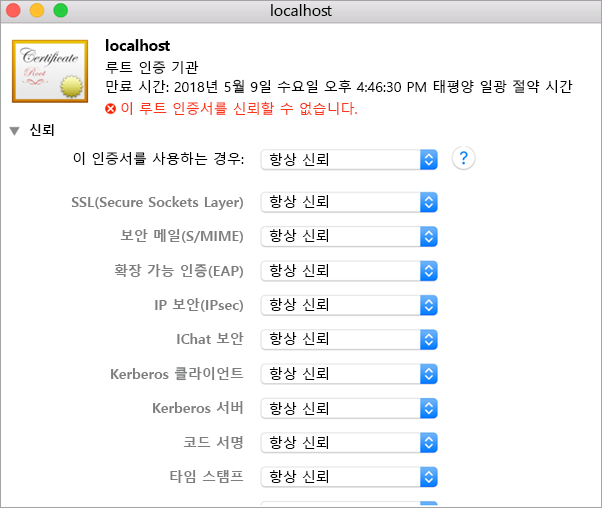 localhost
Certificate
Root
localhost
루트 인증 기관
만료 시간: 2018년 5월 9일 수요일 오후 4:46:30 PM 태평양 일광 절약 시간
이 루트 인증서를 신뢰할 수 없습니다.
신뢰
이 인증서를 사용하는 경우: 항상 신뢰 ?
SSL(Secure Sockets Layer) 항상 신뢰
보안 메일(S/MIME) 항상 신뢰
확장 가능 인증(EAP) 항상 신뢰
IP 보안(IPsec) 항상 신뢰
IChat 보안 항상 신뢰
Kerberos 클라이언트 항상 신뢰
Kerberos 서버 항상 신뢰
코드 서명 항상 신뢰
타임 스탬프 항상 신뢰